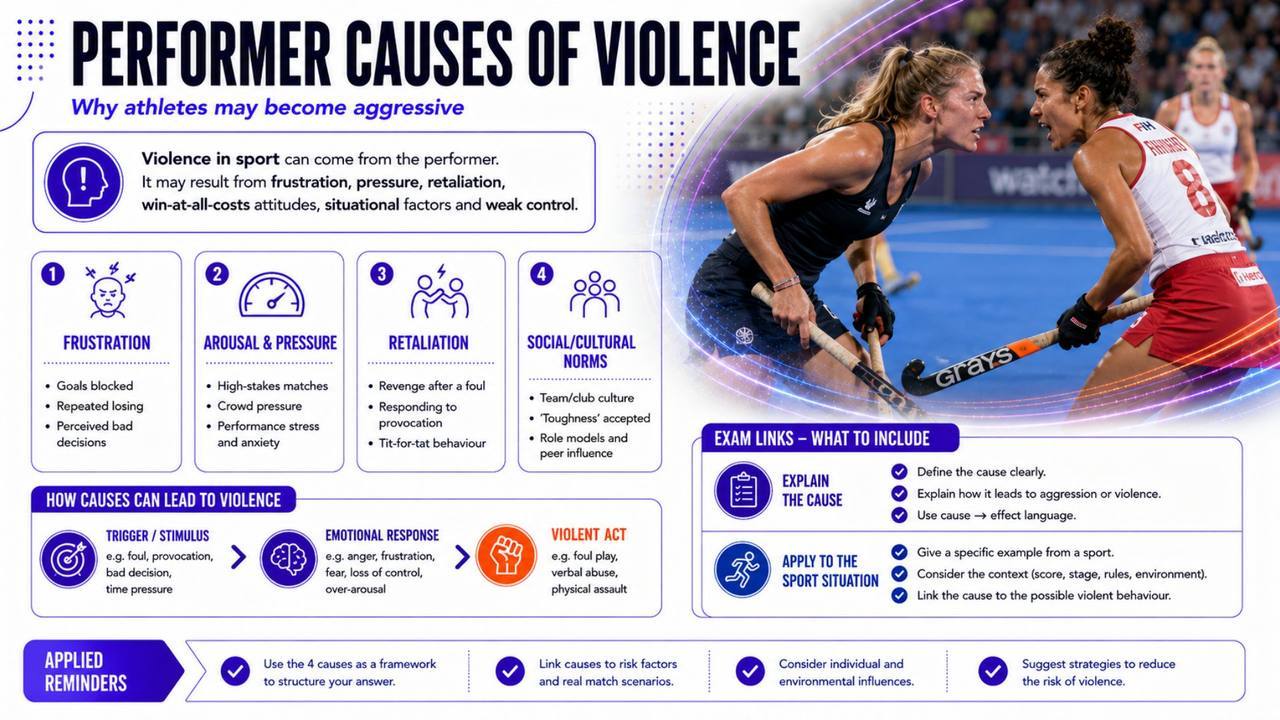 PERFORMER CAUSES OF VIOLENCE
Why athletes may become aggressive
Violence in sport can come from the performer.
It may result from frustration, pressure, retaliation,
win-at-all-costs attitudes, situational factors and weak control.
1
FRUSTRATION
• Goals blocked
• Repeated losing
• Perceived bad
decisions
2
AROUSAL & PRESSURE
• High-stakes matches
• Crowd pressure
• Performance stress
and anxiety
3
RETALIATION
• Revenge after a foul
• Responding to
provocation
• Tit-for-tat behaviour
4
SOCIAL/CULTURAL
NORMS
• Team/club culture
• 'Toughness' accepted
• Role models and
peer influence
watch
FIH
8
GRAYS
HOW CAUSES CAN LEAD TO VIOLENCE
TRIGGER / STIMULUS
e.g. foul, provocation,
bad decision,
time pressure
EMOTIONAL RESPONSE
e.g. anger, frustration,
fear, loss of control,
over-arousal
VIOLENT ACT
e.g. foul play,
verbal abuse,
physical assault
EXAM LINKS – WHAT TO INCLUDE
EXPLAIN
THE CAUSE
Define the cause clearly.
Explain how it leads to aggression or violence.
Use cause → effect language.
APPLY TO THE
SPORT SITUATION
Give a specific example from a sport.
Consider the context (score, stage, rules, environment).
Link the cause to the possible violent behaviour.
APPLIED
REMINDERS
Use the 4 causes as a framework
to structure your answer.
Link causes to risk factors
and real match scenarios.
Consider individual and
environmental influences.
Suggest strategies to reduce
the risk of violence.